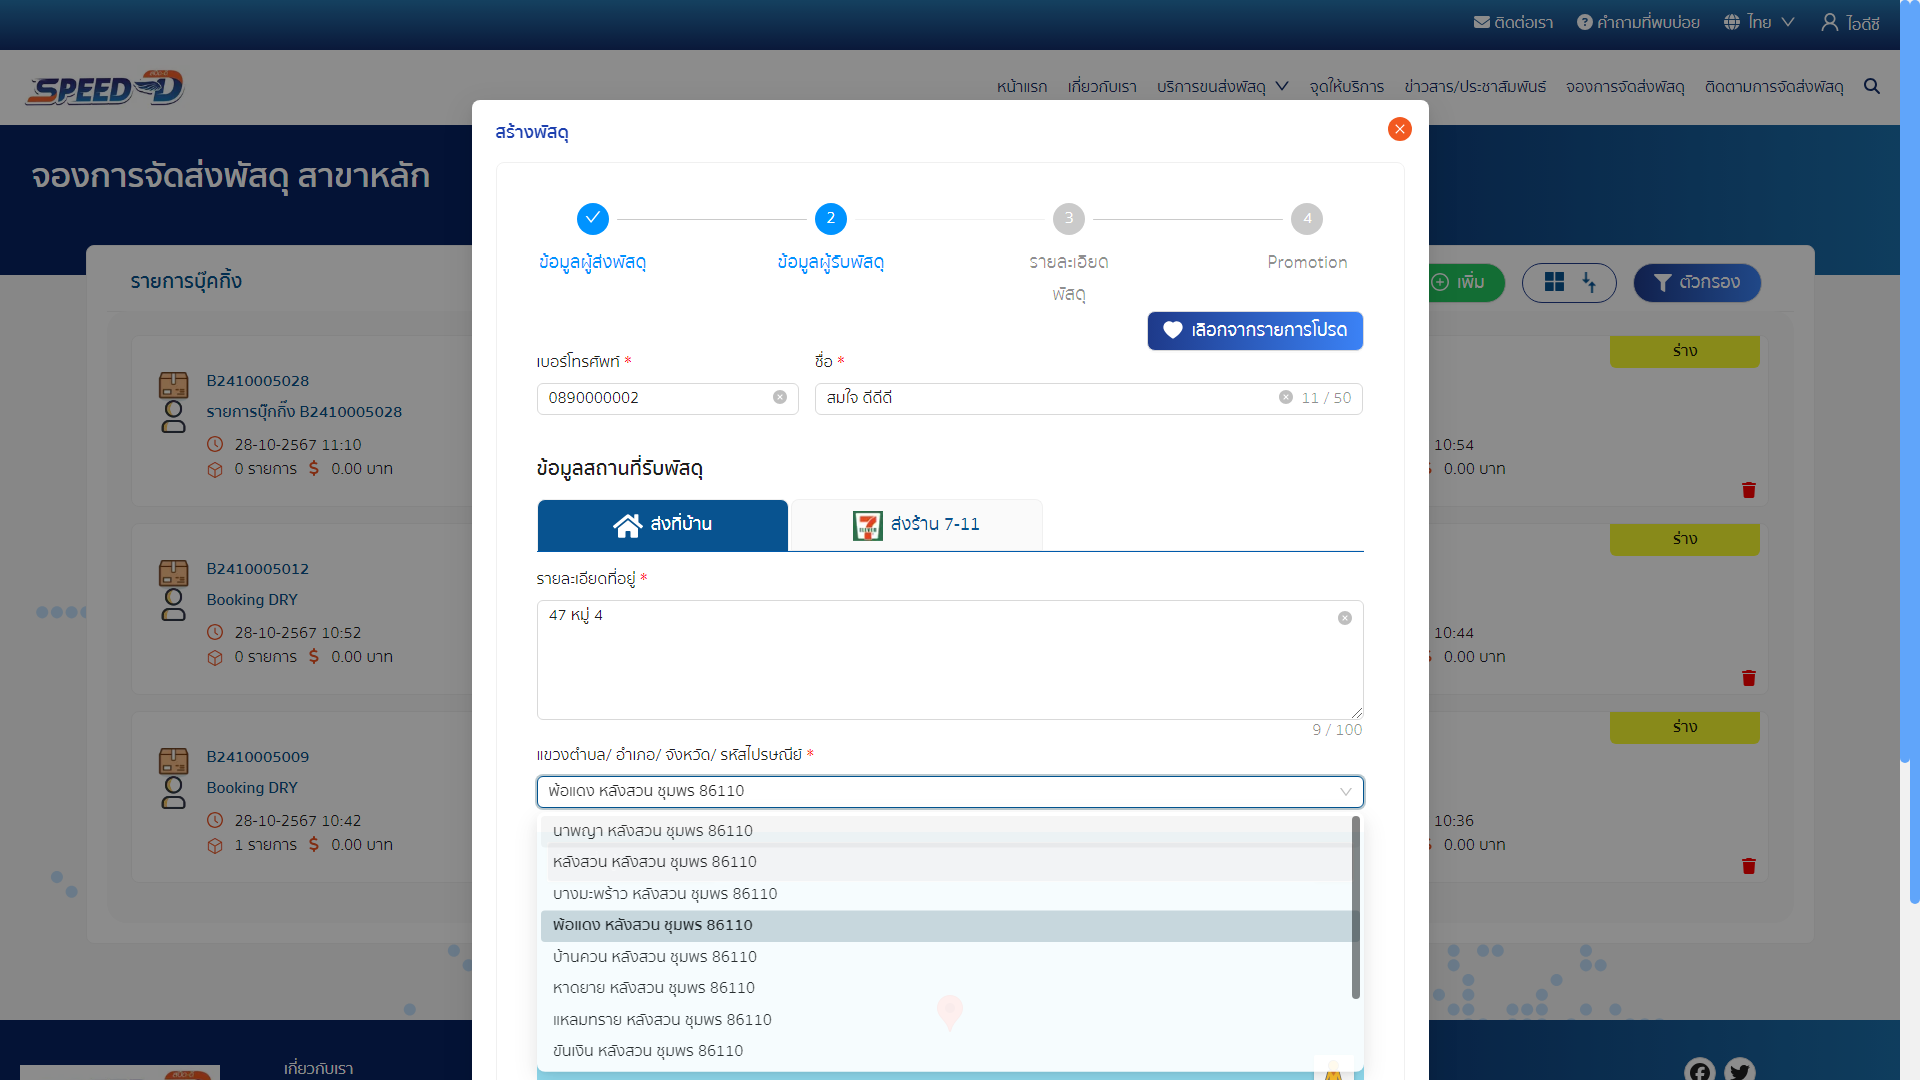 ติดต่อเรา
คำถามที่พบบ่อย
ไทย
ไอดีซี
SPEED-D
หน้าแรก
เกี่ยวกับเรา
บริการขนส่งพัสดุ
จุดให้บริการ
ข่าวสาร/ประชาสัมพันธ์
จองการจัดส่งพัสดุ
ติดตามการจัดส่งพัสดุ
จองการจัดส่งพัสดุ สาขาหลัก
รายการบุ๊คกิ้ง
เพิ่ม
ตัวกรอง
B2410005028
รายการบุ๊กกิ๊ง B2410005028
28-10-2567 11:10
0 รายการ $ 0.00 บาท
B2410005012
Booking DRY
28-10-2567 10:52
0 รายการ $ 0.00 บาท
B2410005009
Booking DRY
28-10-2567 10:42
1 รายการ $ 0.00 บาท
สร้างพัสดุ
2
3
4
ข้อมูลผู้ส่งพัสดุ
ข้อมูลผู้รับพัสดุ
รายละเอียด
พัสดุ
Promotion
เลือกจากรายการโปรด
เบอร์โทรศัพท์ *
ชื่อ *
0890000002
สมใจ ดีดีดี
11 / 50
ข้อมูลสถานที่รับพัสดุ
ส่งที่บ้าน
ส่งร้าน 7-11
รายละเอียดที่อยู่ *
47 หมู่ 4
9 / 100
แขวงตำบล/ อำเภอ/ จังหวัด/ รหัสไปรษณีย์ *
พ้อแดง หลังสวน ชุมพร 86110
นาพญา หลังสวน ชุมพร 86110
หลังสวน หลังสวน ชุมพร 86110
บางมะพร้าว หลังสวน ชุมพร 86110
พ้อแดง หลังสวน ชุมพร 86110
บ้านควน หลังสวน ชุมพร 86110
หาดยาย หลังสวน ชุมพร 86110
แหลมทราย หลังสวน ชุมพร 86110
ขันเงิน หลังสวน ชุมพร 86110
ร่าง
10:54
0.00 บาท
ร่าง
10:44
0.00 บาท
ร่าง
10:36
0.00 บาท
เกี่ยวกับเรา